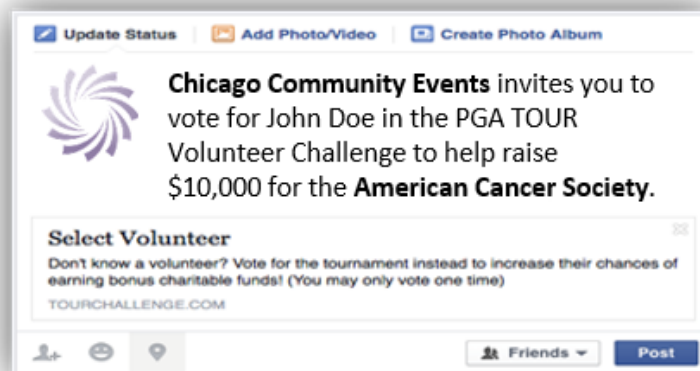 Update Status Add Photo/Video Create Photo Album
Chicago Community Events invites you to
vote for John Doe in the PGA TOUR
Volunteer Challenge to help raise
$10,000 for the American Cancer Society.
Select Volunteer
Don't know a volunteer? Vote for the tournament instead to increase their chances of
earning bonus charitable funds! (You may only vote one time)
TOURCHALLENGE.COM
Friends Post